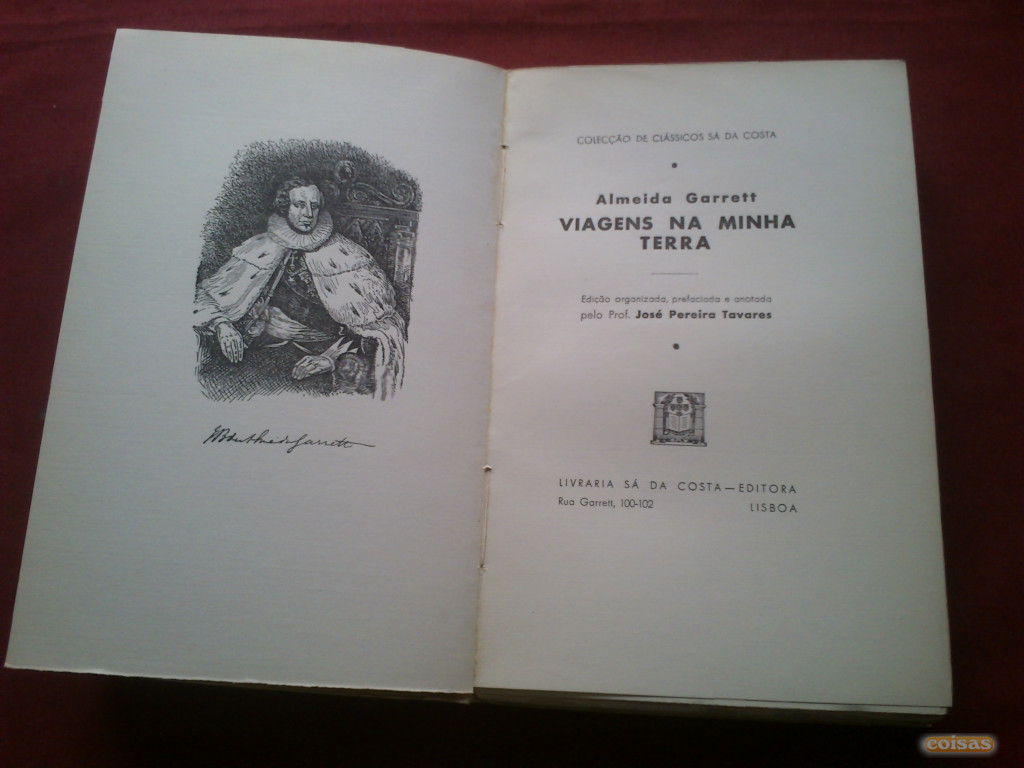 COLECÇÃO DE CLÁSSICOS SÁ DA COSTA
Almeida Garrett
VIAGENS NA MINHA
TERRA
Edição organizada, prefaciada e anotada
pelo Prof. José Pereira Tavares
LIVRARIA SÁ DA COSTA—EDITORA
Rua Garrett, 100-102 LISBOA
coisas